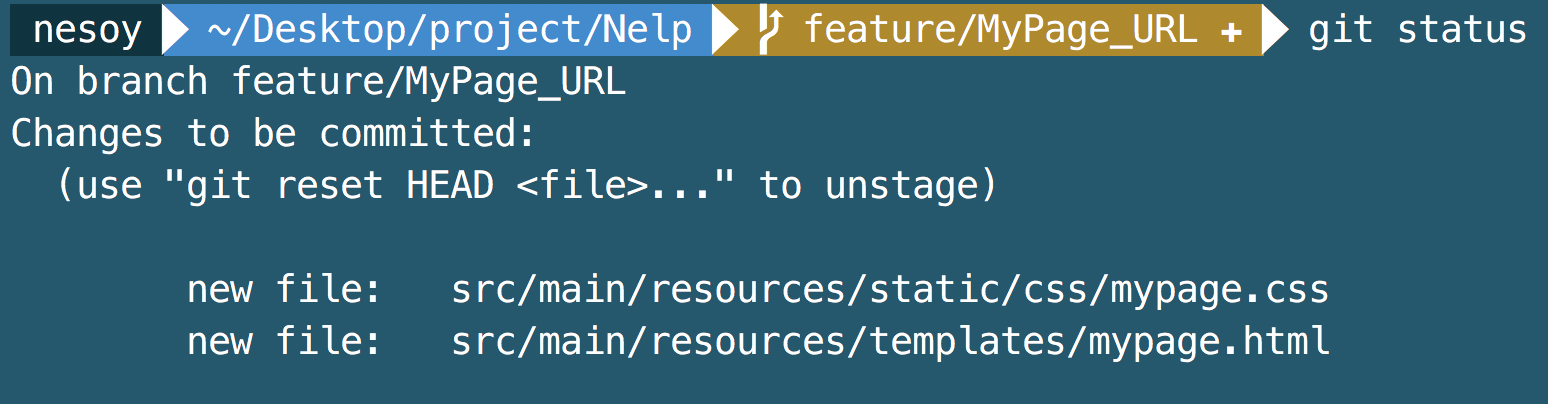 nesoy ~/Desktop/project/Nelp feature/MyPage_URL + git status
On branch feature/MyPage_URL
Changes to be committed:
  (use "git reset HEAD <file>..." to unstage)
        new file:   src/main/resources/static/css/mypage.css
        new file:   src/main/resources/templates/mypage.html